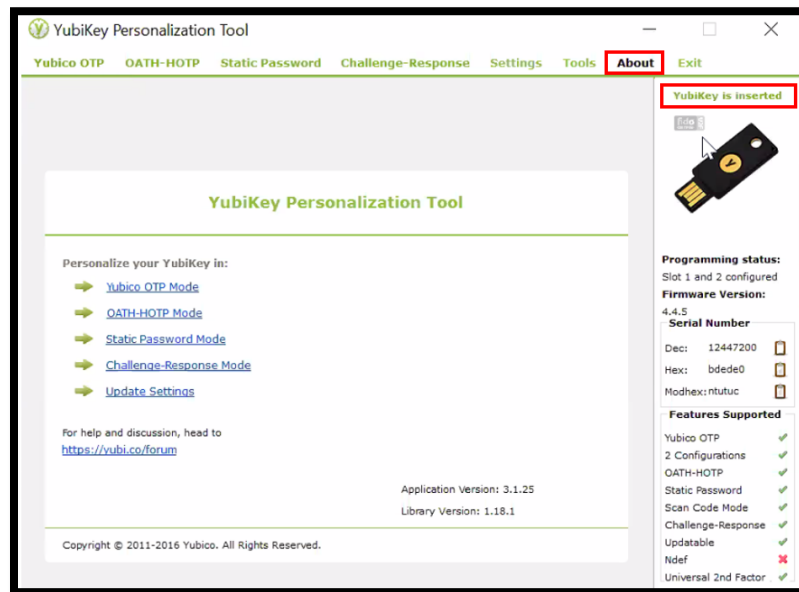 YubiKey Personalization Tool
Yubico OTP OATH-HOTP Static Password Challenge-Response Settings Tools About Exit
YubiKey is inserted
fido
YubiKey Personalization Tool
Personalize your YubiKey in:
Yubico OTP Mode
OATH-HOTP Mode
Static Password Mode
Challenge-Response Mode
Update Settings
For help and discussion, head to
https://yubi.co/forum
Application Version: 3.1.25
Library Version: 1.18.1
Copyright © 2011-2016 Yubico. All Rights Reserved.
Programming status:
Slot 1 and 2 configured
Firmware Version:
4.4.5
Serial Number
Dec: 12447200
Hex: bdede0
Modhex: ntutuc
Features Supported
Yubico OTP
2 Configurations
OATH-HOTP
Static Password
Scan Code Mode
Challenge-Response
Updatable
Ndef
Universal 2nd Factor